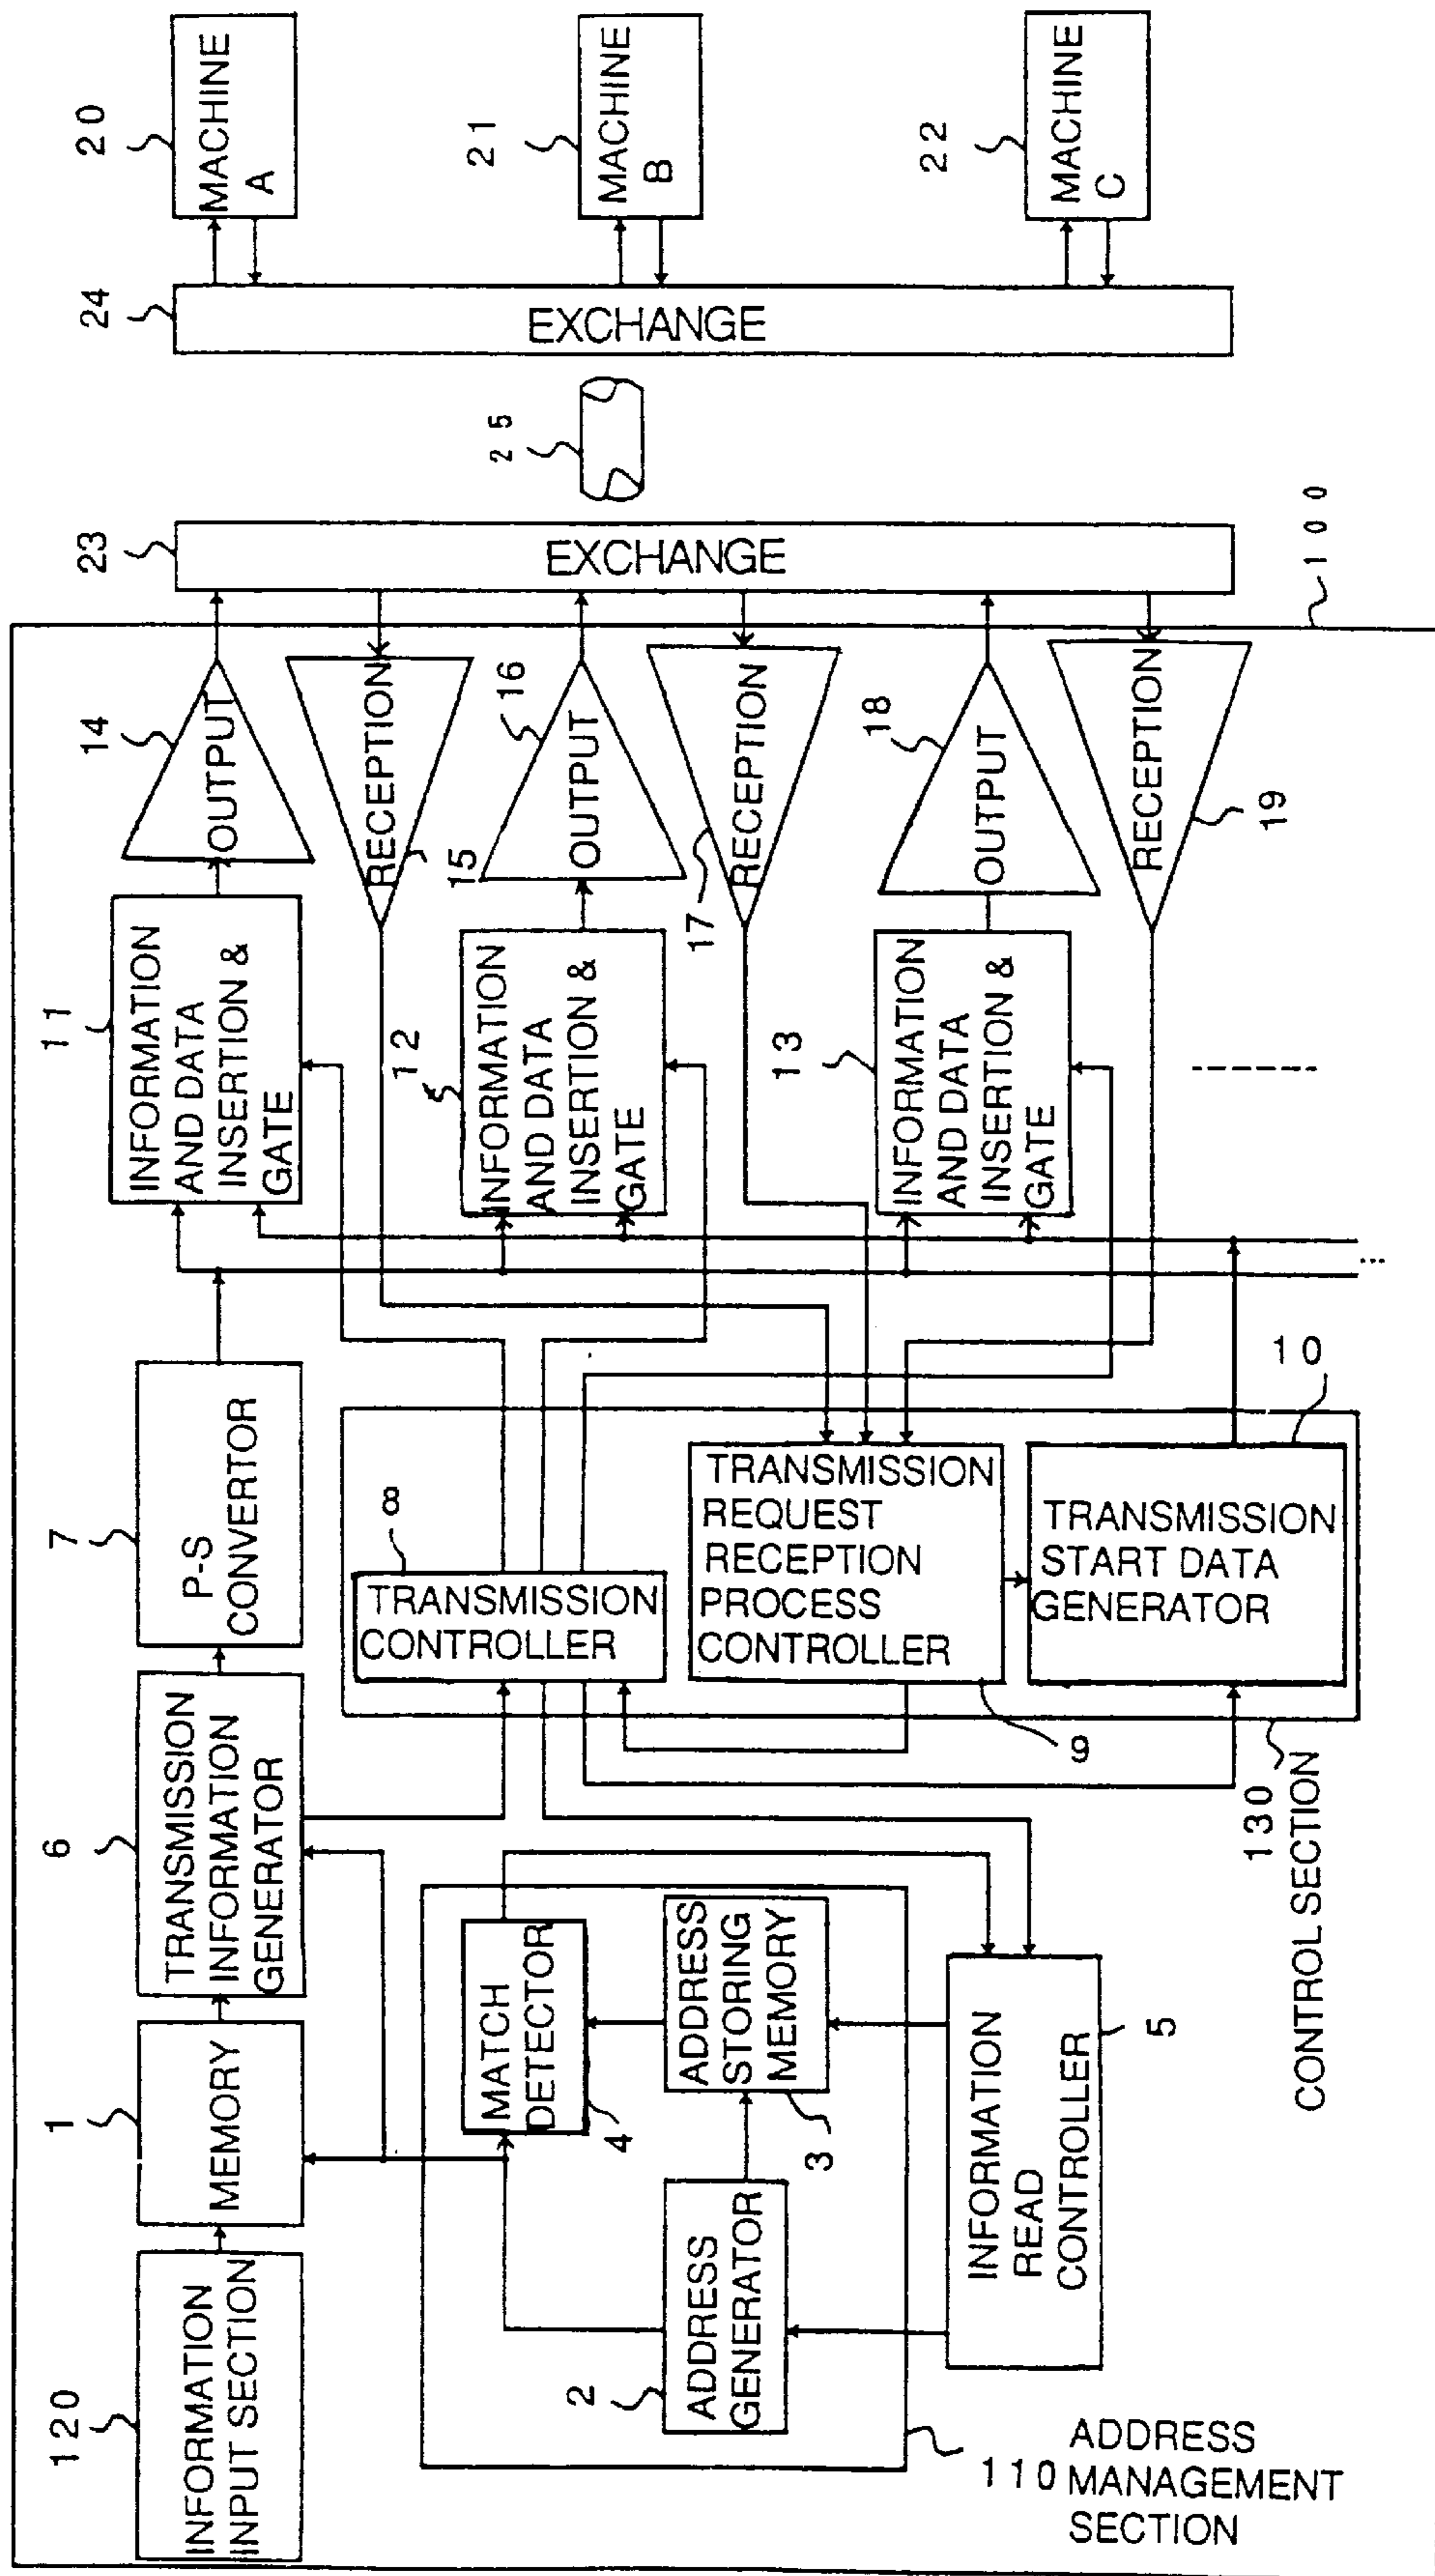 120
INFORMATION
INPUT SECTION
1
MEMORY
6
TRANSMISSION
INFORMATION
GENERATOR
7
P-S
CONVERTOR
11
INFORMATION
AND DATA
INSERTION &
GATE
14
OUTPUT
23
EXCHANGE
24
EXCHANGE
20
MACHINE
A
RECEPTION
15
12
INFORMATION
AND DATA
INSERTION &
GATE
16
OUTPUT
25
21
MACHINE
B
8
TRANSMISSION
CONTROLLER
MATCH
DETECTOR
4
ADDRESS
STORING
MEMORY
3
2
ADDRESS
GENERATOR
17
RECEPTION
TRANSMISSION
REQUEST
RECEPTION
PROCESS
CONTROLLER
9
13
INFORMATION
AND DATA
INSERTION &
GATE
18
OUTPUT
22
MACHINE
C
INFORMATION
READ
CONTROLLER
5
TRANSMISSION
START DATA
GENERATOR
10
RECEPTION
19
100
110 ADDRESS
MANAGEMENT
SECTION
130
CONTROL SECTION